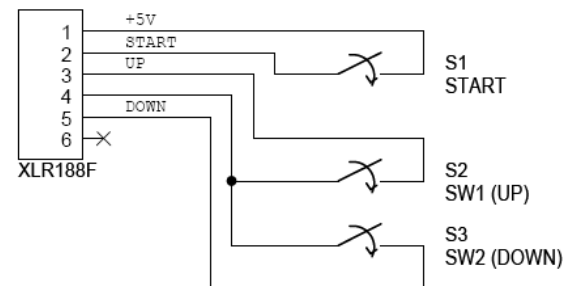 +5V
1
START
2
UP
3
4
DOWN
5
6
XLR188F
S1
START
S2
SW1 (UP)
S3
SW2 (DOWN)